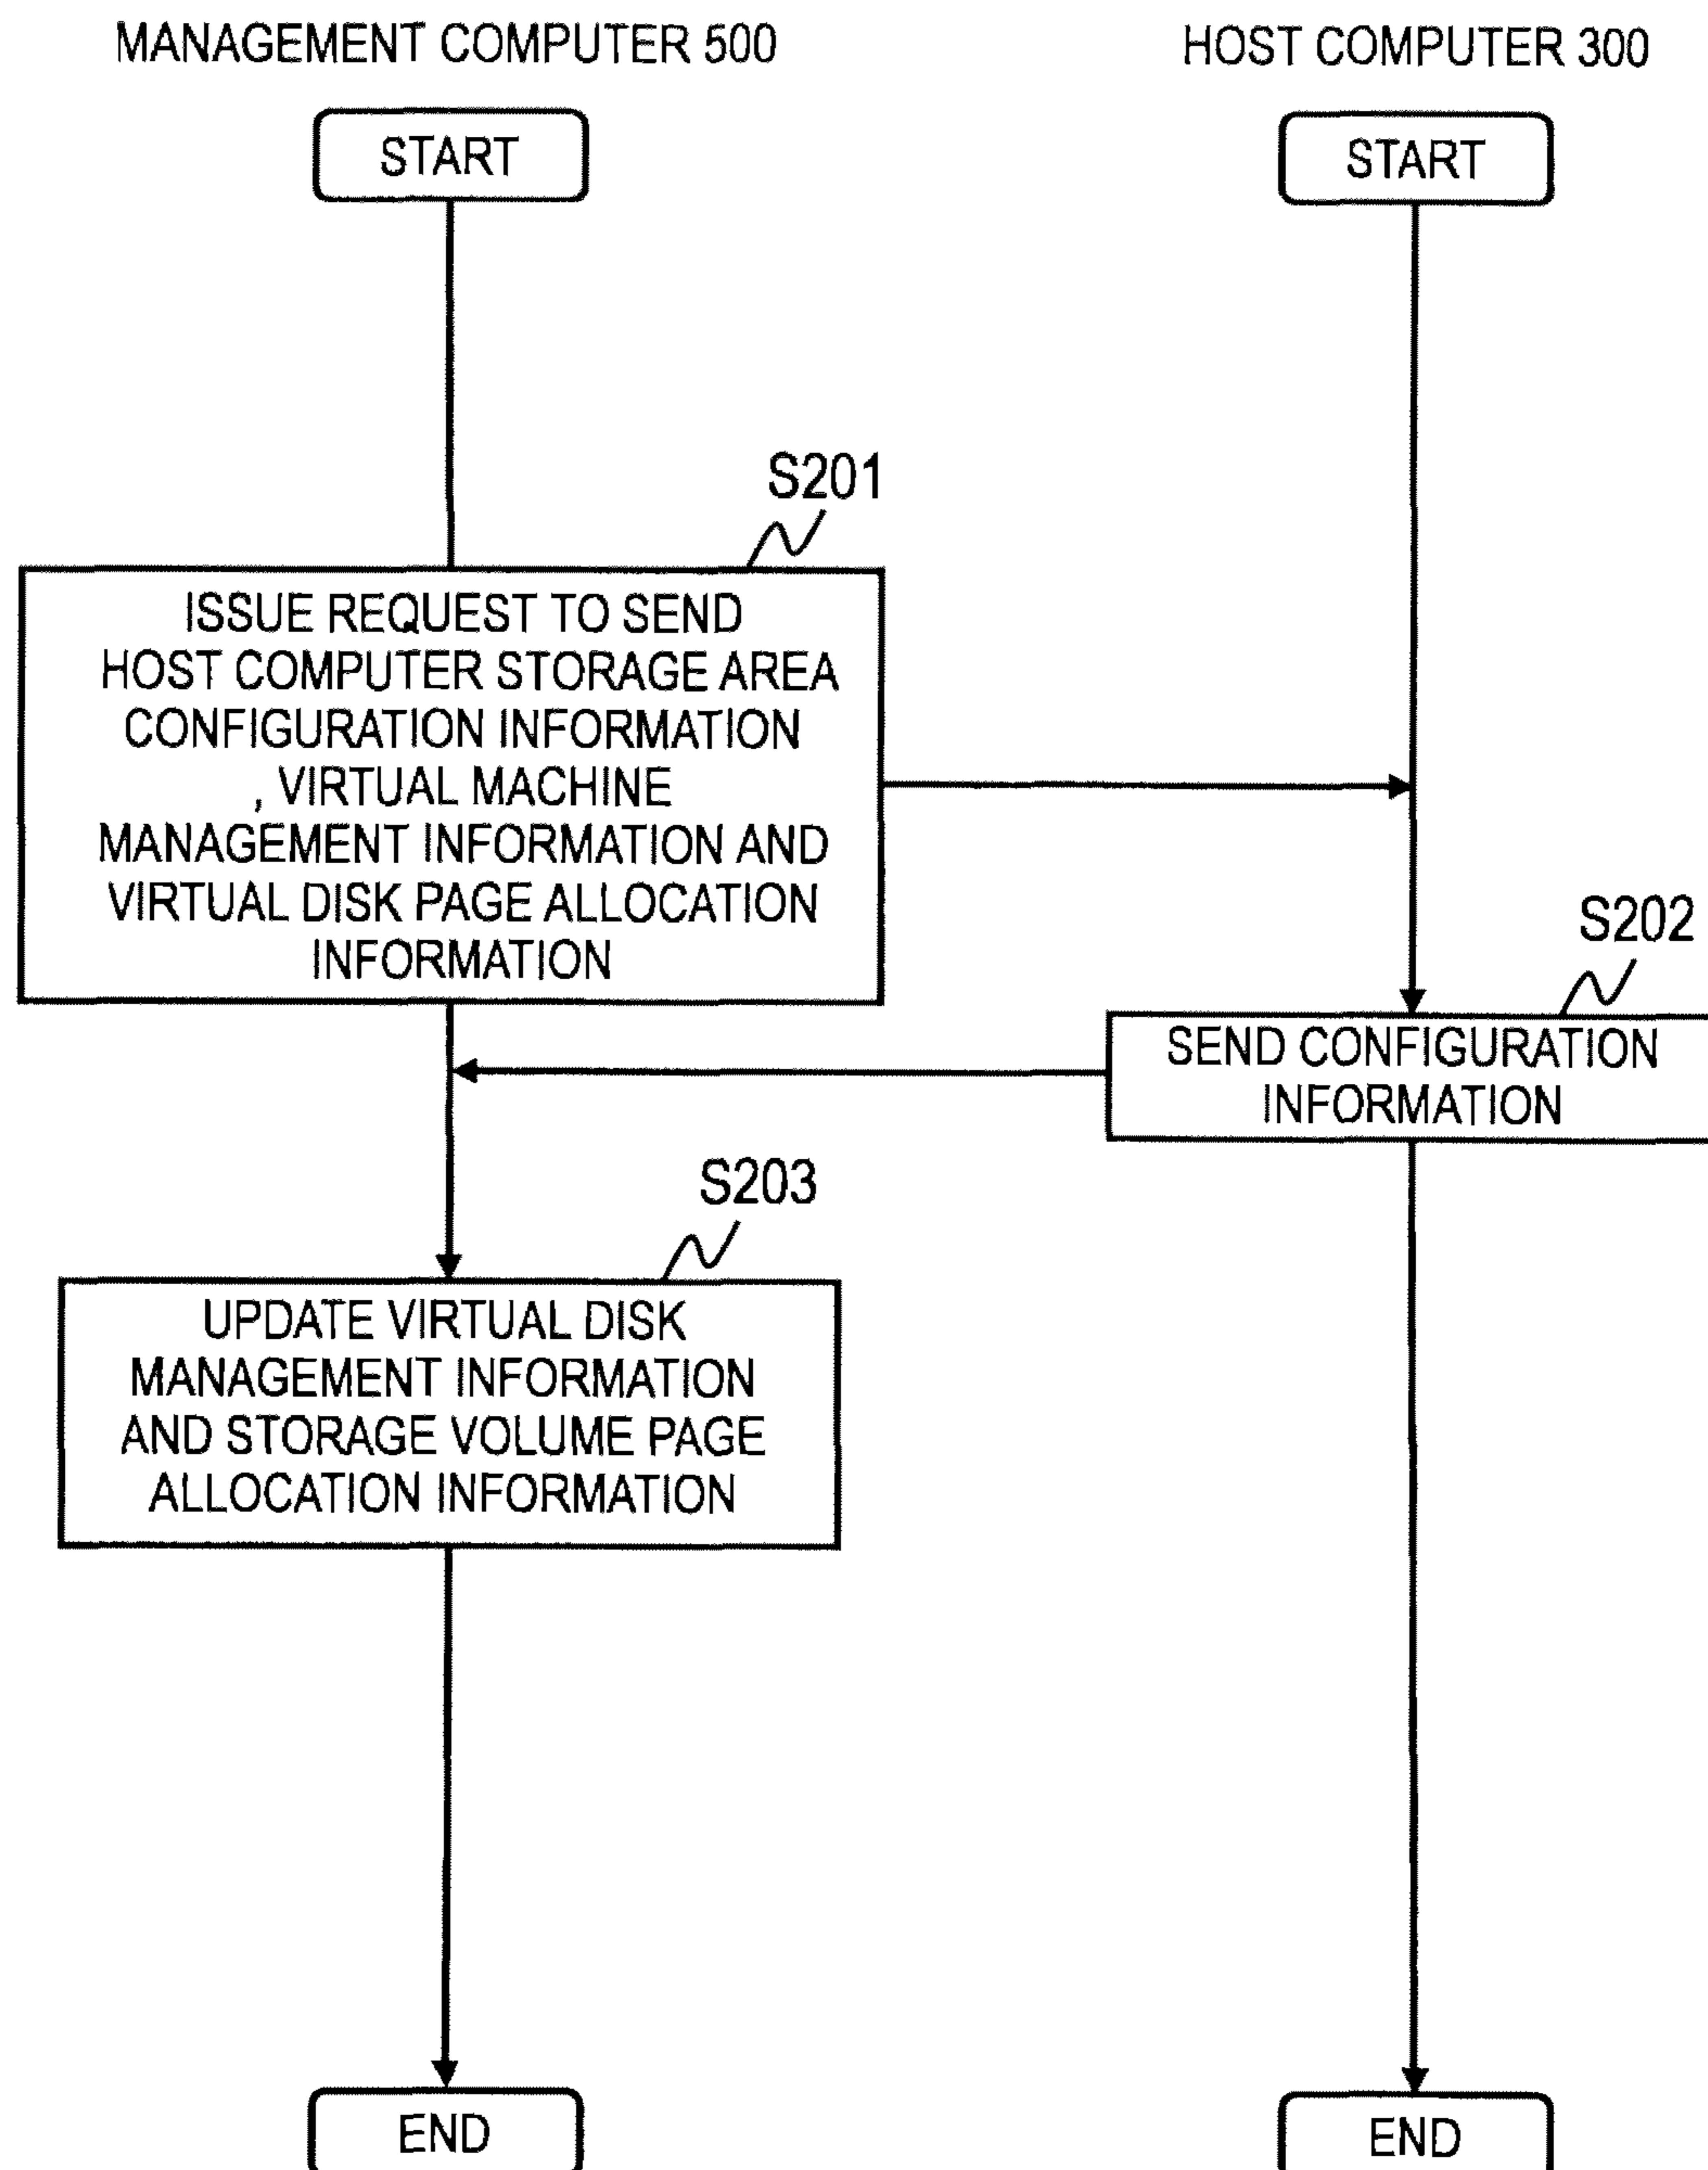 MANAGEMENT COMPUTER 500
HOST COMPUTER 300
START
START
S201
ISSUE REQUEST TO SEND
HOST COMPUTER STORAGE AREA
CONFIGURATION INFORMATION
, VIRTUAL MACHINE
MANAGEMENT INFORMATION AND
VIRTUAL DISK PAGE ALLOCATION
INFORMATION
S202
SEND CONFIGURATION
INFORMATION
S203
UPDATE VIRTUAL DISK
MANAGEMENT INFORMATION
AND STORAGE VOLUME PAGE
ALLOCATION INFORMATION
END
END